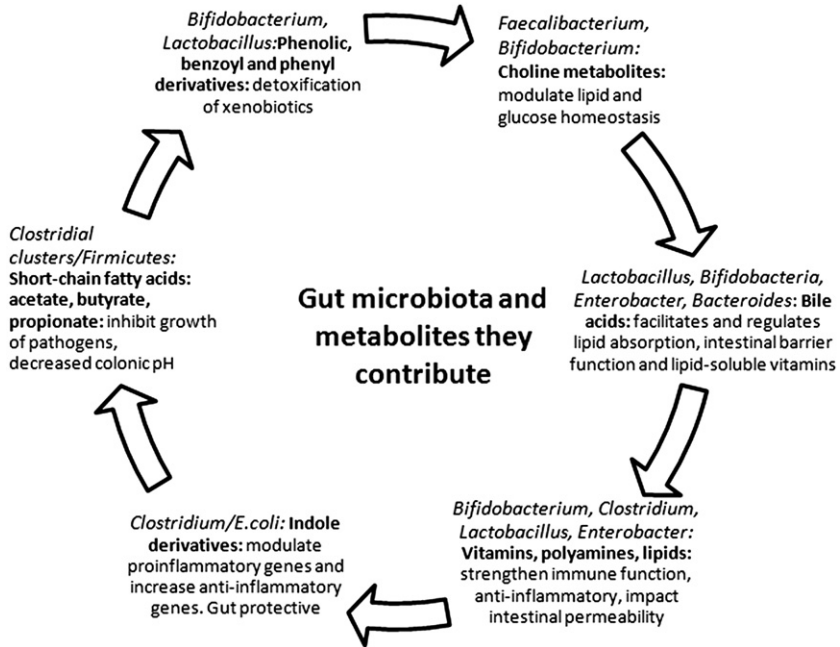 Bifidobacterium,
Lactobacillus:Phenolic,
benzoyl and phenyl
derivatives: detoxification
of xenobiotics
Faecalibacterium,
Bifidobacterium:
Choline metabolites:
modulate lipid and
glucose homeostasis
Lactobacillus, Bifidobacteria,
Enterobacter, Bacteroides: Bile
acids: facilitates and regulates
lipid absorption, intestinal barrier
function and lipid-soluble vitamins
Bifidobacterium, Clostridium,
Lactobacillus, Enterobacter:
Vitamins, polyamines, lipids:
strengthen immune function,
anti-inflammatory, impact
intestinal permeability
Clostridium/E.coli: Indole
derivatives: modulate
proinflammatory genes and
increase anti-inflammatory
genes. Gut protective
Clostridial
clusters/Firmicutes:
Short-chain fatty acids:
acetate, butyrate,
propionate: inhibit growth
of pathogens,
decreased colonic pH
Gut microbiota and
metabolites they
contribute